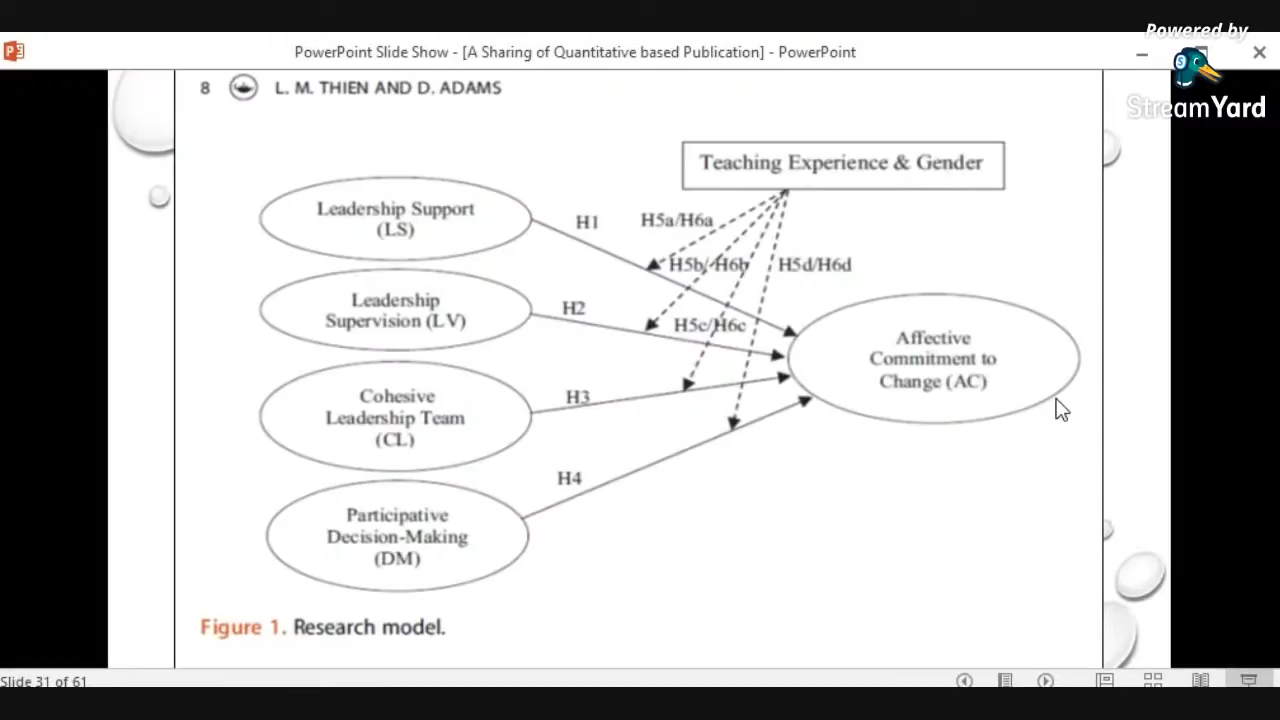 Powered by
PowerPoint Slide Show - [A Sharing of Quantitative based Publication] - PowerPoint
StreamYard
8 L. M. THIEN AND D. ADAMS
Teaching Experience & Gender
Leadership Support
(LS)
H1
H5a/H6a
H5b/H6b
H5d/H6d
Leadership
Supervision (LV)
H2
H5c/H6c
Affective
Commitment to
Change (AC)
Cohesive
Leadership Team
(CL)
H3
H4
Participative
Decision-Making
(DM)
Figure 1. Research model.
Slide 31 of 61